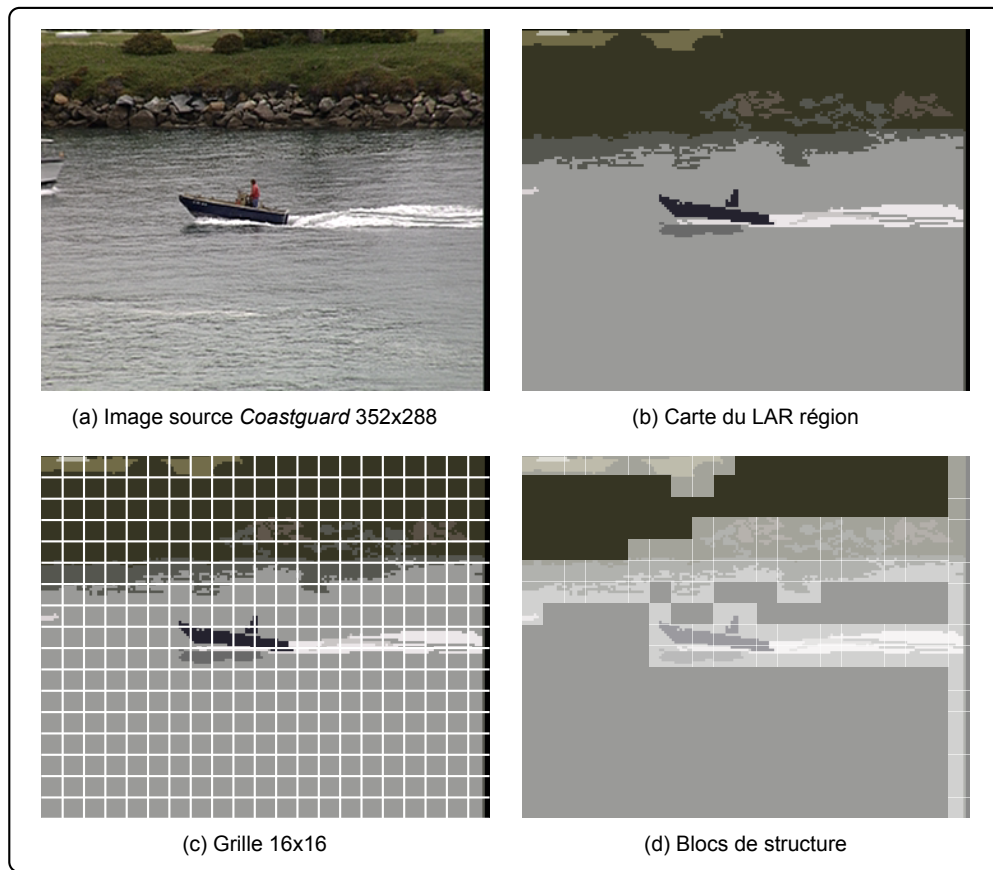 (a) Image source Coastguard 352x288
(b) Carte du LAR région
(c) Grille 16x16
(d) Blocs de structure